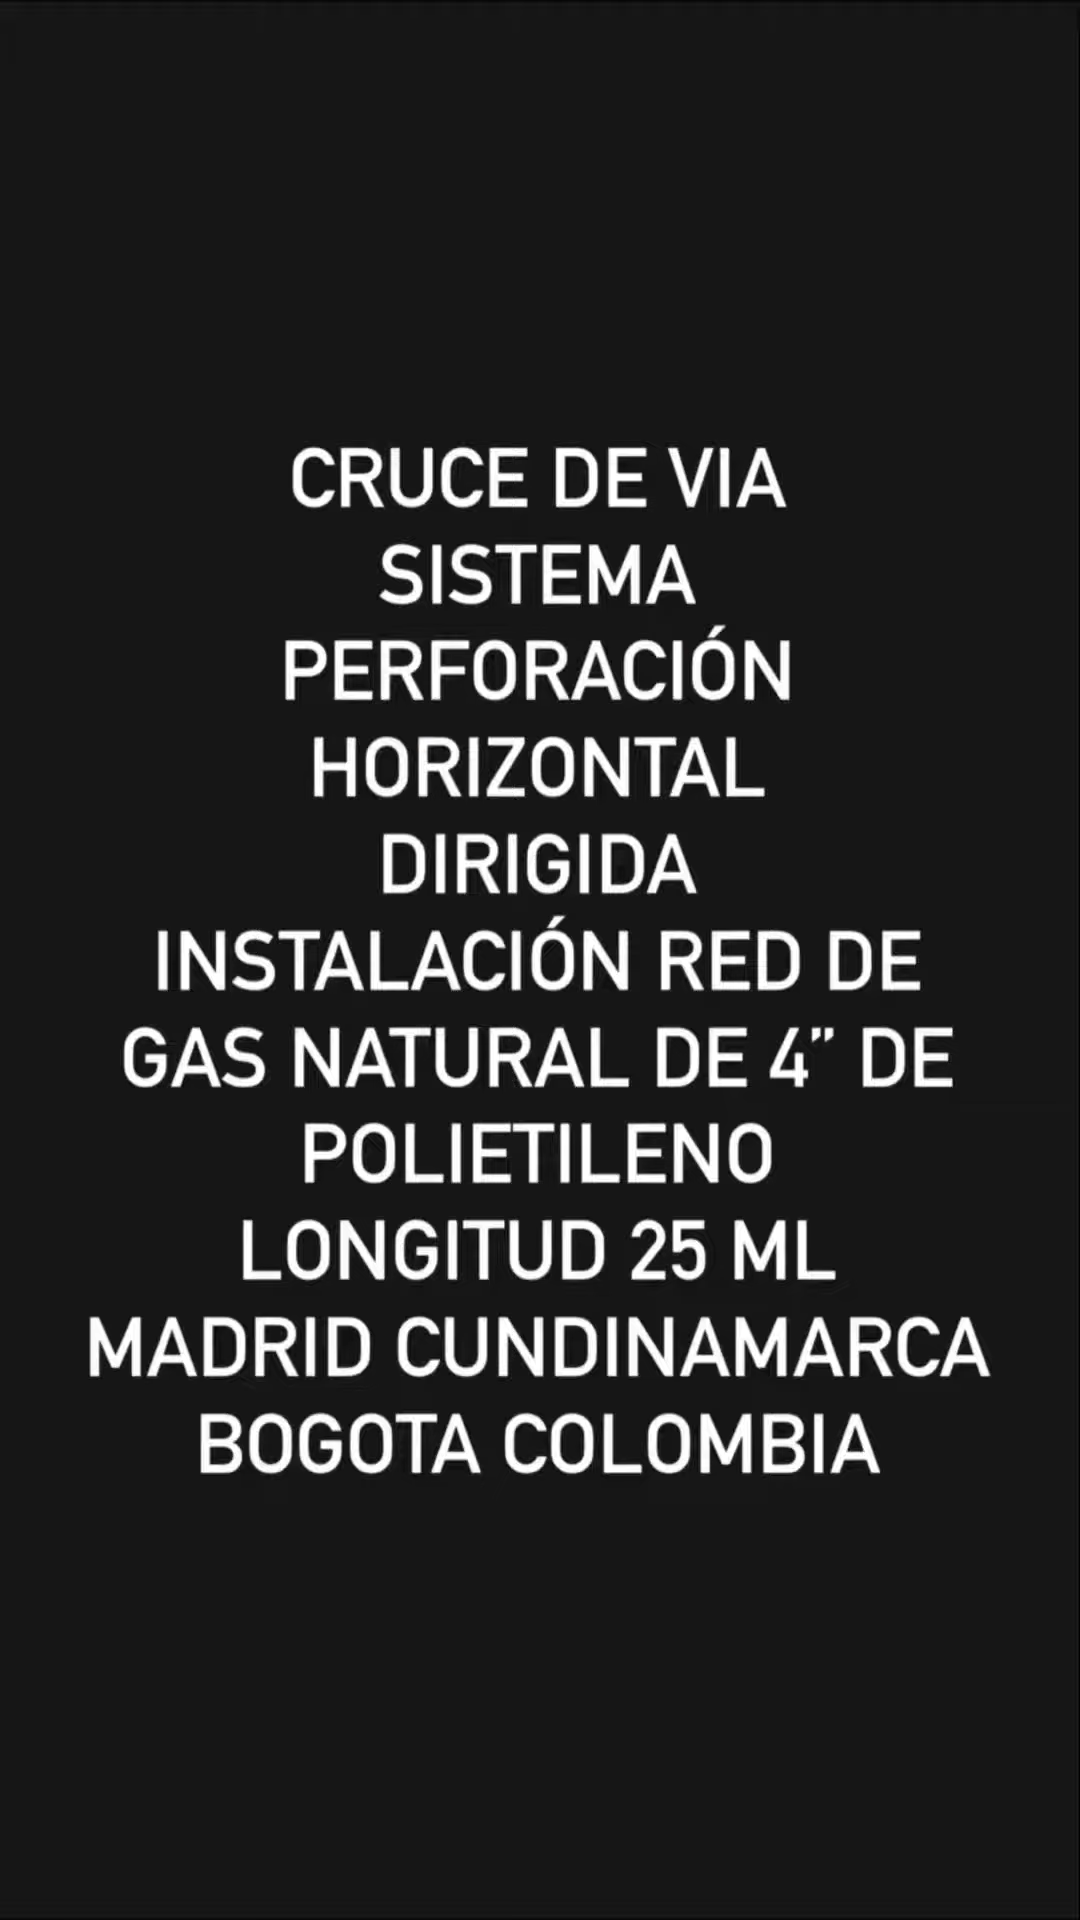 CRUCE DE VIA
SISTEMA
PERFORACIÓN
HORIZONTAL
DIRIGIDA
INSTALACIÓN RED DE
GAS NATURAL DE 4” DE
POLIETILENO
LONGITUD 25 ML
MADRID CUNDINAMARCA
BOGOTA COLOMBIA